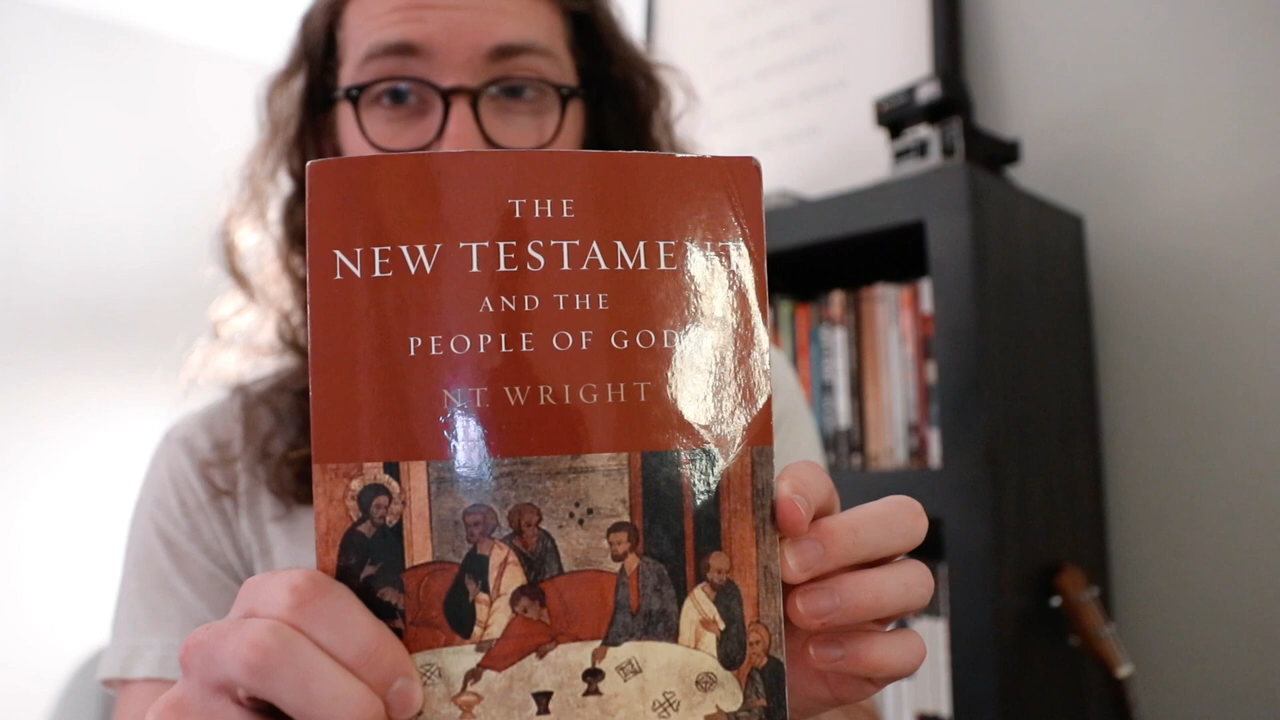 THE
NEW TESTAMENT
AND THE
PEOPLE OF GOD
N.T. WRIGHT